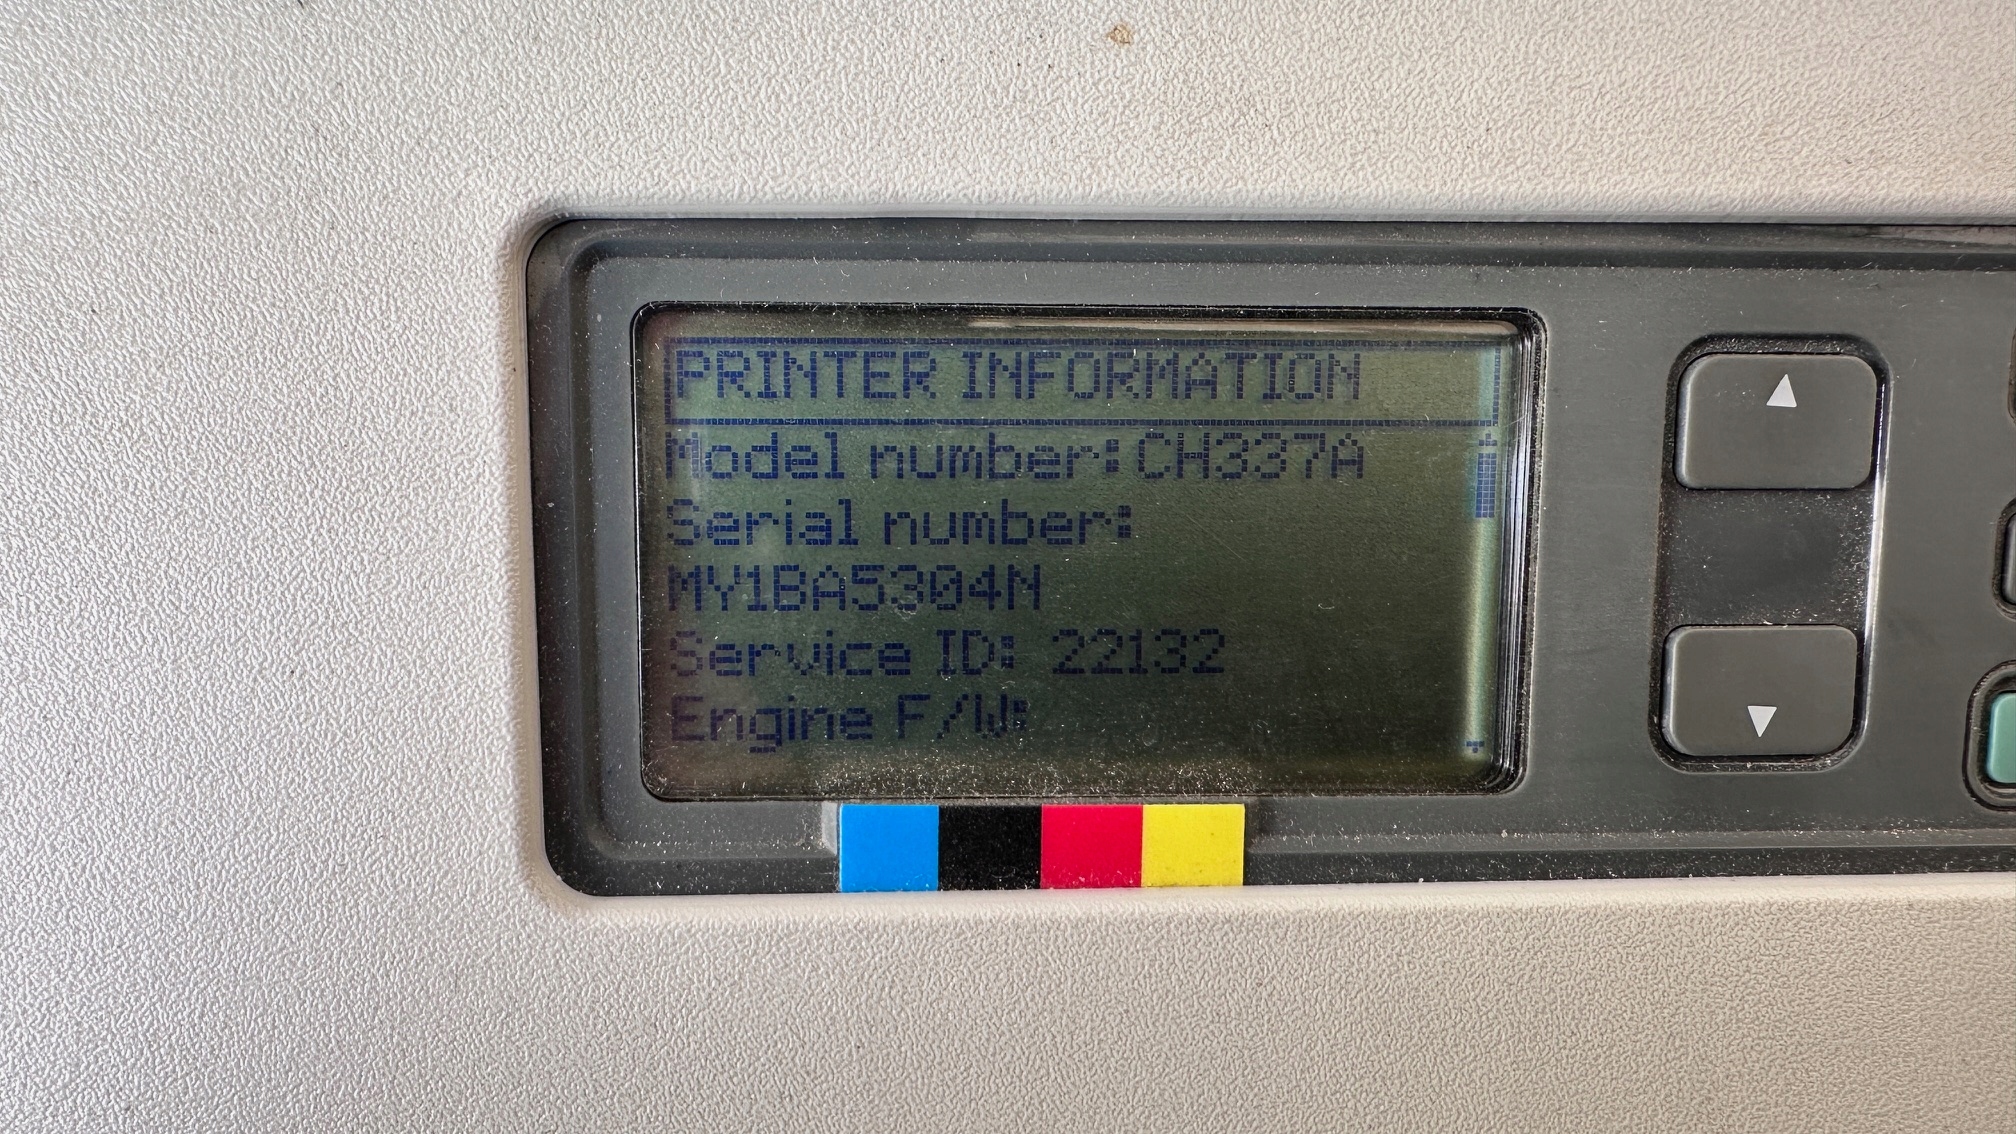 PRINTER INFORMATION
Model number: CH337A
Serial number:
MY1BA5304N
Service ID: 22132
Engine F/W: